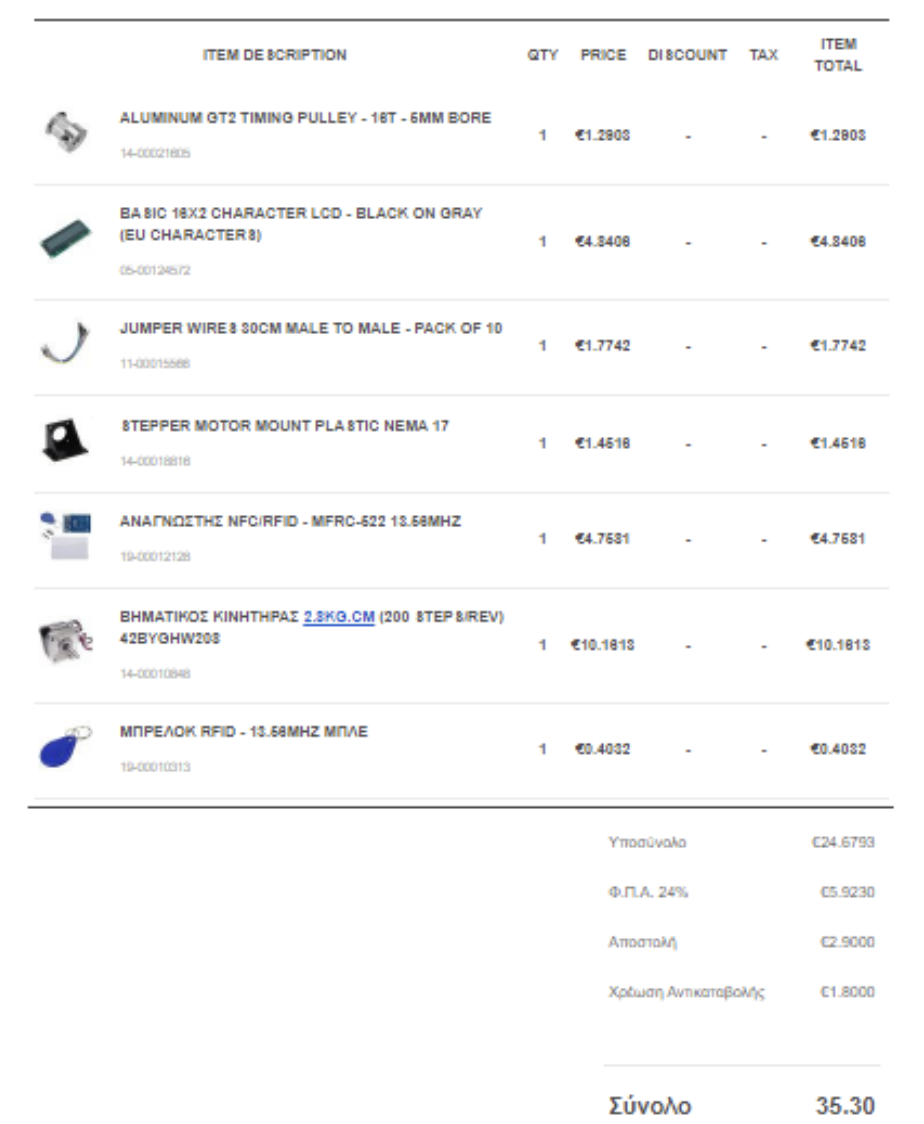 ITEM DESCRIPTION QTY PRICE DISCOUNT TAX ITEM TOTAL
ALUMINUM GT2 TIMING PULLEY - 16T - 5MM BORE
14-00021605
1 €1.2903 - - €1.2903
BASIC 16X2 CHARACTER LCD - BLACK ON GRAY
(EU CHARACTERS)
05-00124572
1 €4.8406 - - €4.8406
JUMPER WIRES 30CM MALE TO MALE - PACK OF 10
11-00015566
1 €1.7742 - - €1.7742
STEPPER MOTOR MOUNT PLASTIC NEMA 17
14-00018816
1 €1.4516 - - €1.4516
ΑΝΑΓΝΩΣΤΗΣ NFC/RFID - MFRC-522 13.56MHZ
19-00012128
1 €4.7581 - - €4.7581
ΒΗΜΑΤΙΚΟΣ ΚΙΝΗΤΗΡΑΣ 2.8KG.CM (200 STEPS/REV)
42BYGHW208
14-00010848
1 €10.1613 - - €10.1613
ΜΠΡΕΛΟΚ RFID - 13.56MHZ ΜΠΛΕ
19-00010313
1 €0.4032 - - €0.4032
Υποσύνολο €24.6793
Φ.Π.Α. 24% €5.9230
Αποστολή €2.9000
Χρέωση Αντικαταβολής €1.8000
Σύνολο 35.30